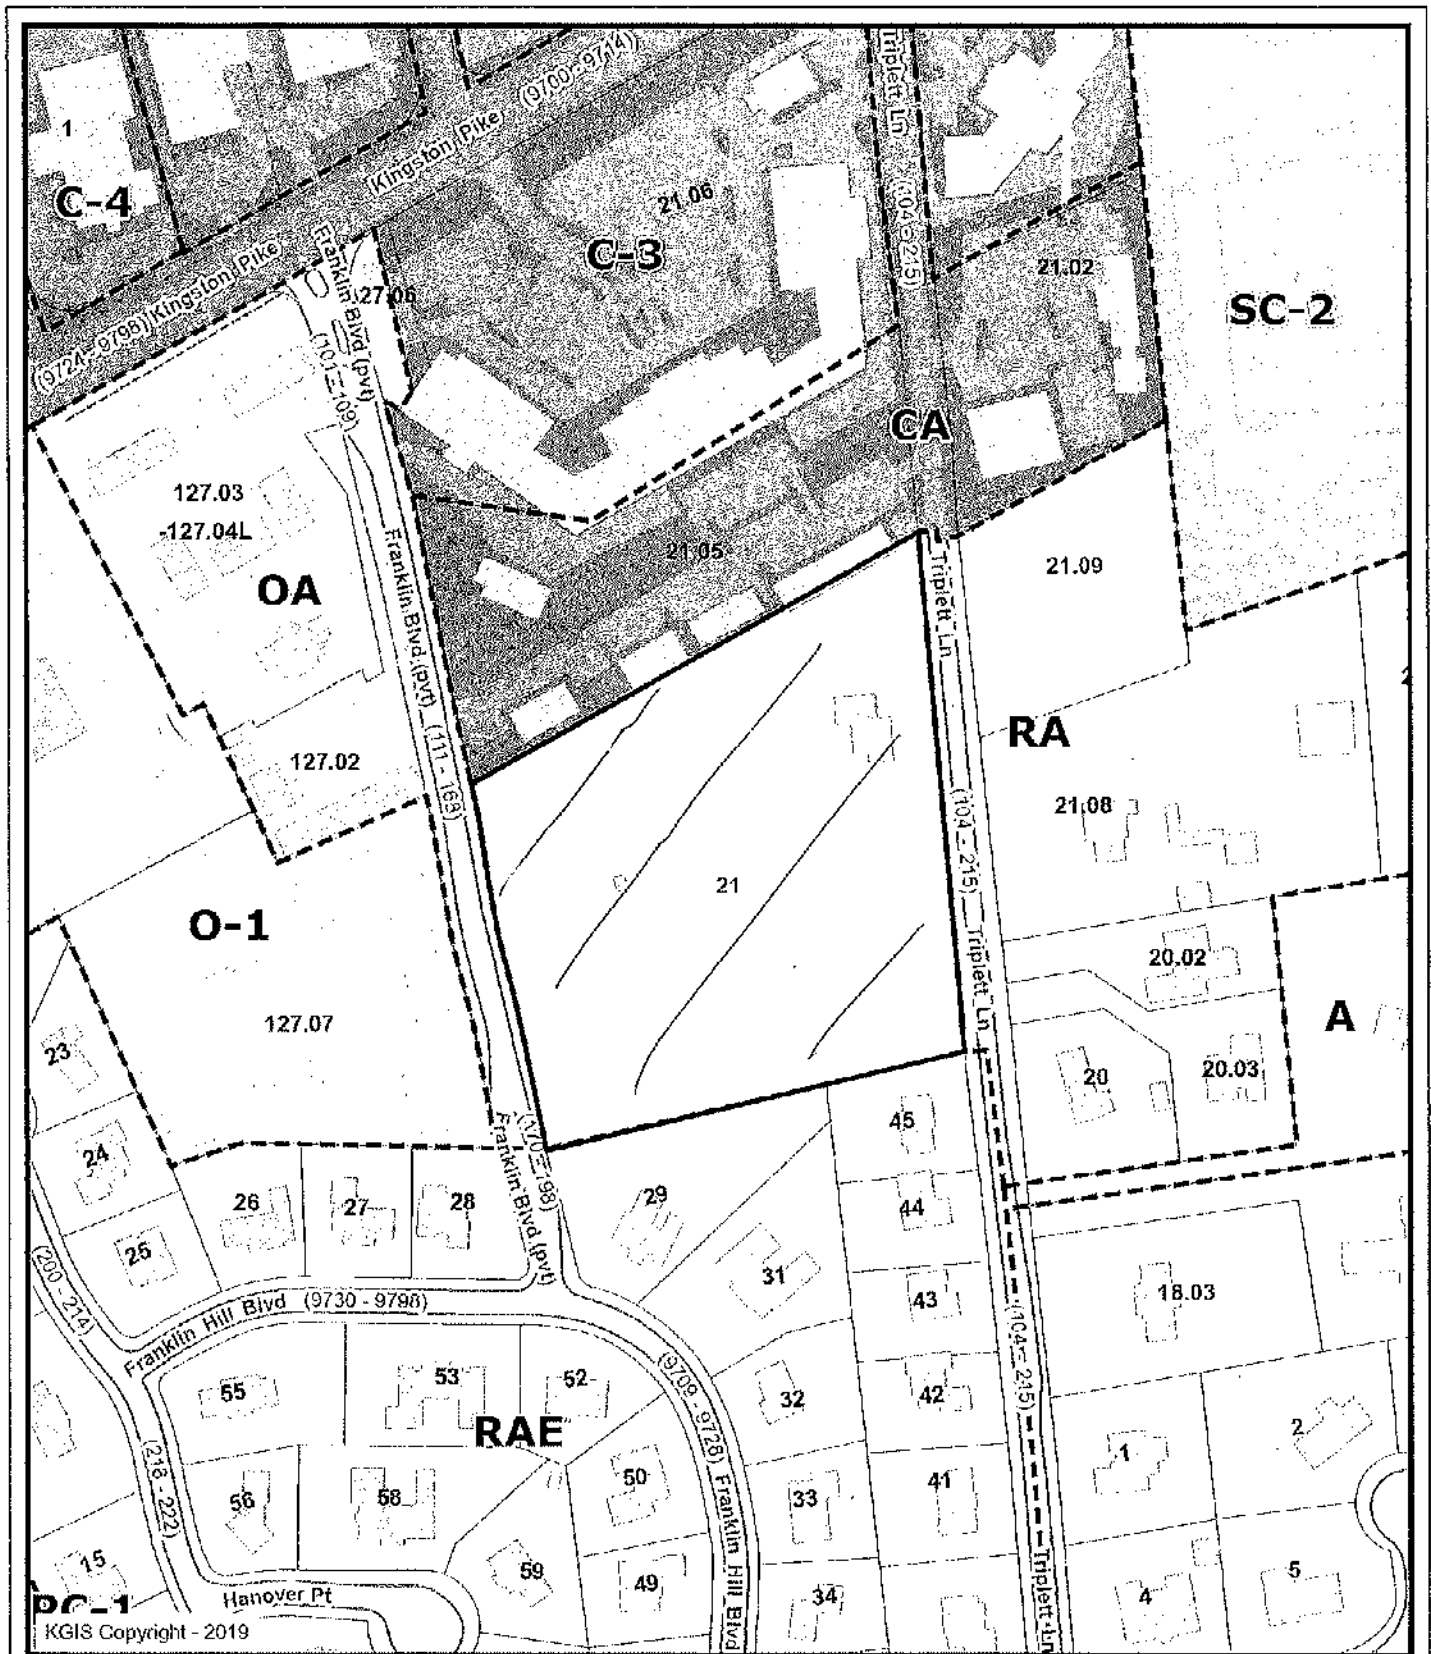 (9700 - 9714)
Kingston Pike
Triplett Ln
1
C-4
21.06
(104 - 215)
C-3
Franklin Blvd (pvt)
27.06
21.02
SC-2
(9724 - 9798) Kingston Pike
(101 - 109)
CA
127.03
-127.04L
OA
Franklin Blvd (pvt) (111 - 168)
21.05
Triplett Ln
21.09
127.02
RA
21.08
(104 - 215)
21
O-1
Triplett Ln
20.02
127.07
A
23
20
20.03
24
(170 - 198)
Franklin Blvd (pvt)
45
26
27
28
29
44
25
31
43
18.03
(200 - 214)
Franklin Hill Blvd (9730 - 9798)
(104 - 215)
55
53
52
32
42
(9709 - 9728) Franklin Hill Blvd
RAE
2
1
50
41
(216 - 222)
56
58
33
15
59
49
34
4
5
Hanover Pt
Triplett Ln
KGIS Copyright - 2019